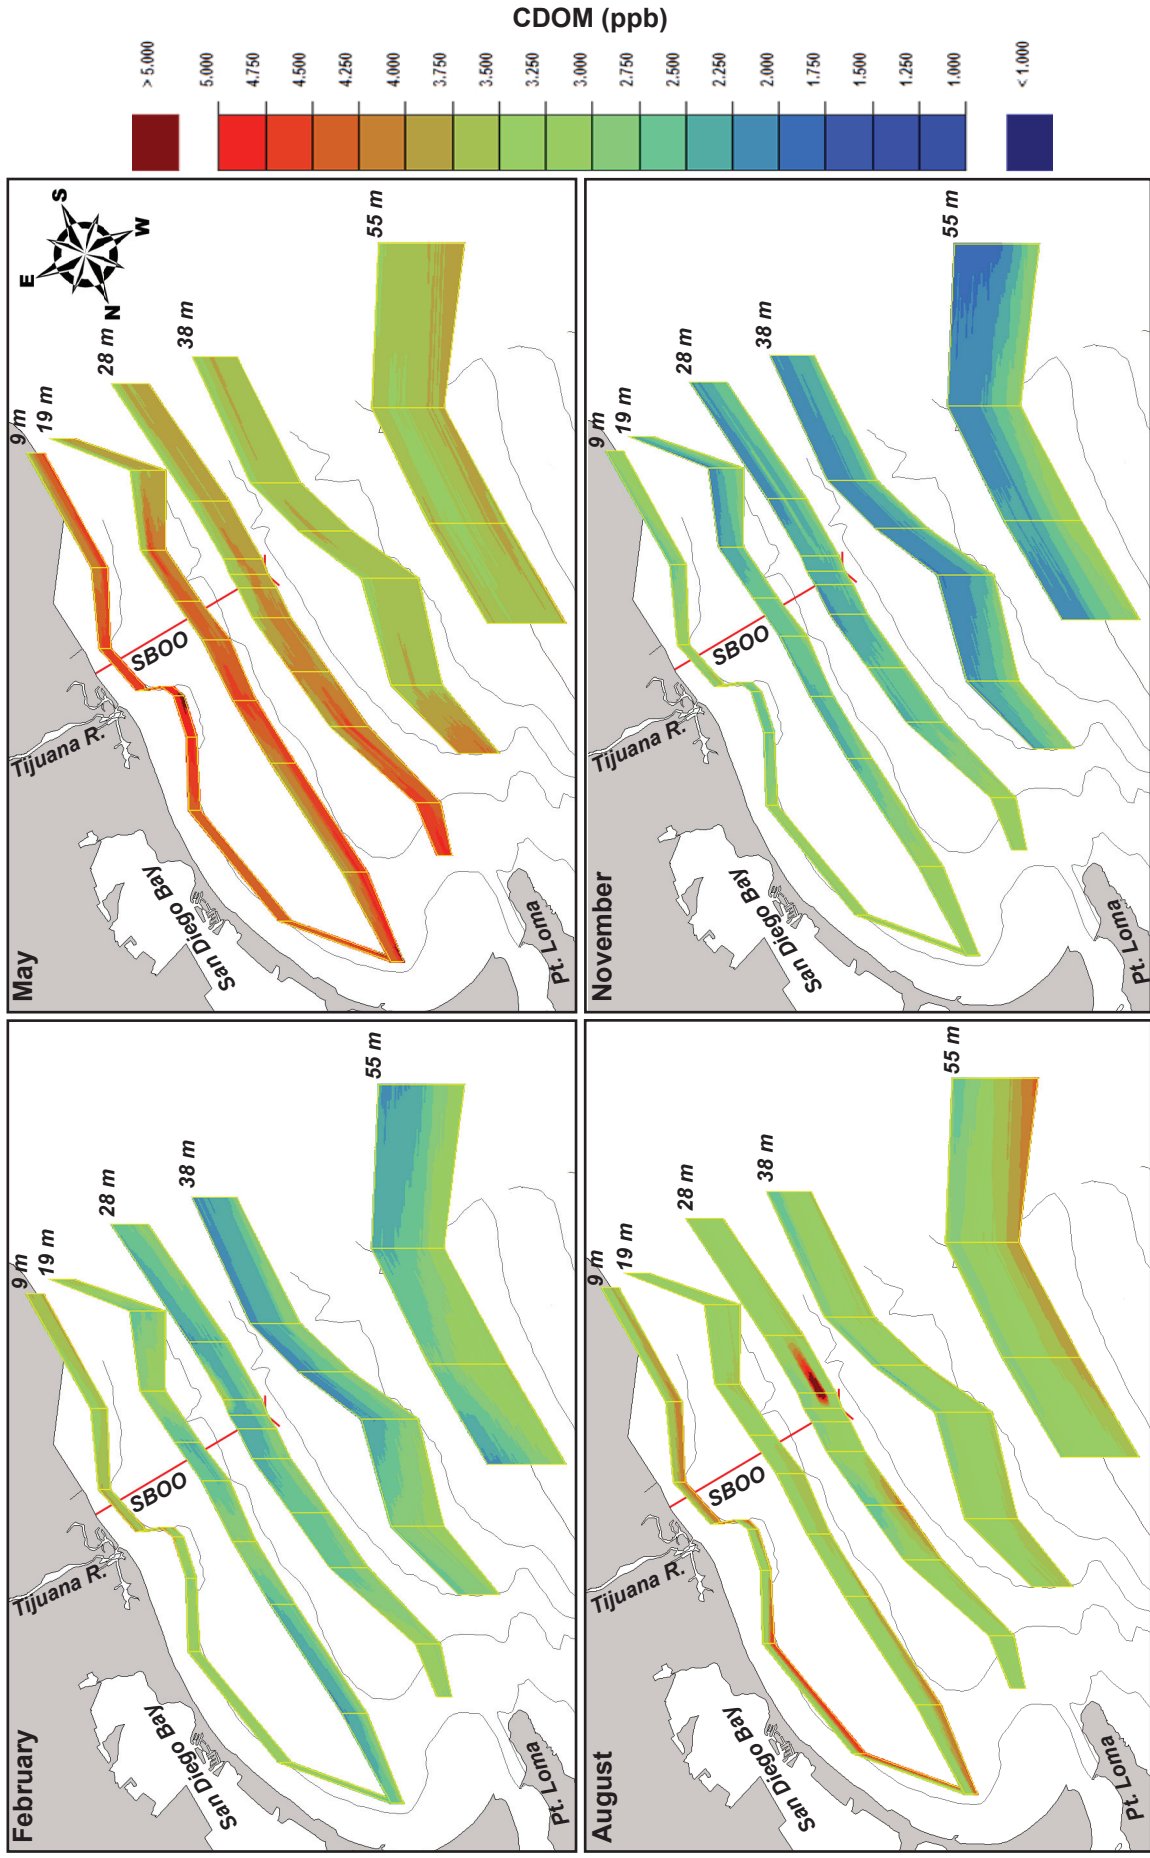 CDOM (ppb)
> 5.000
5.000
4.750
4.500
4.250
4.000
3.750
3.500
3.000
2.500
2.250
2.000
1.750
1.500
1.250
1.000
< 1.000
May
E
S
N
W
9 m
19 m
28 m
38 m
55 m
SBOO
Tijuana R.
San Diego Bay
Pt. Loma
November
9 m
19 m
28 m
38 m
55 m
SBOO
Tijuana R.
San Diego Bay
Pt. Loma
February
9 m
19 m
28 m
38 m
55 m
SBOO
Tijuana R.
San Diego Bay
Pt. Loma
August
9 m
19 m
28 m
38 m
55 m
SBOO
Tijuana R.
San Diego Bay
Pt. Loma